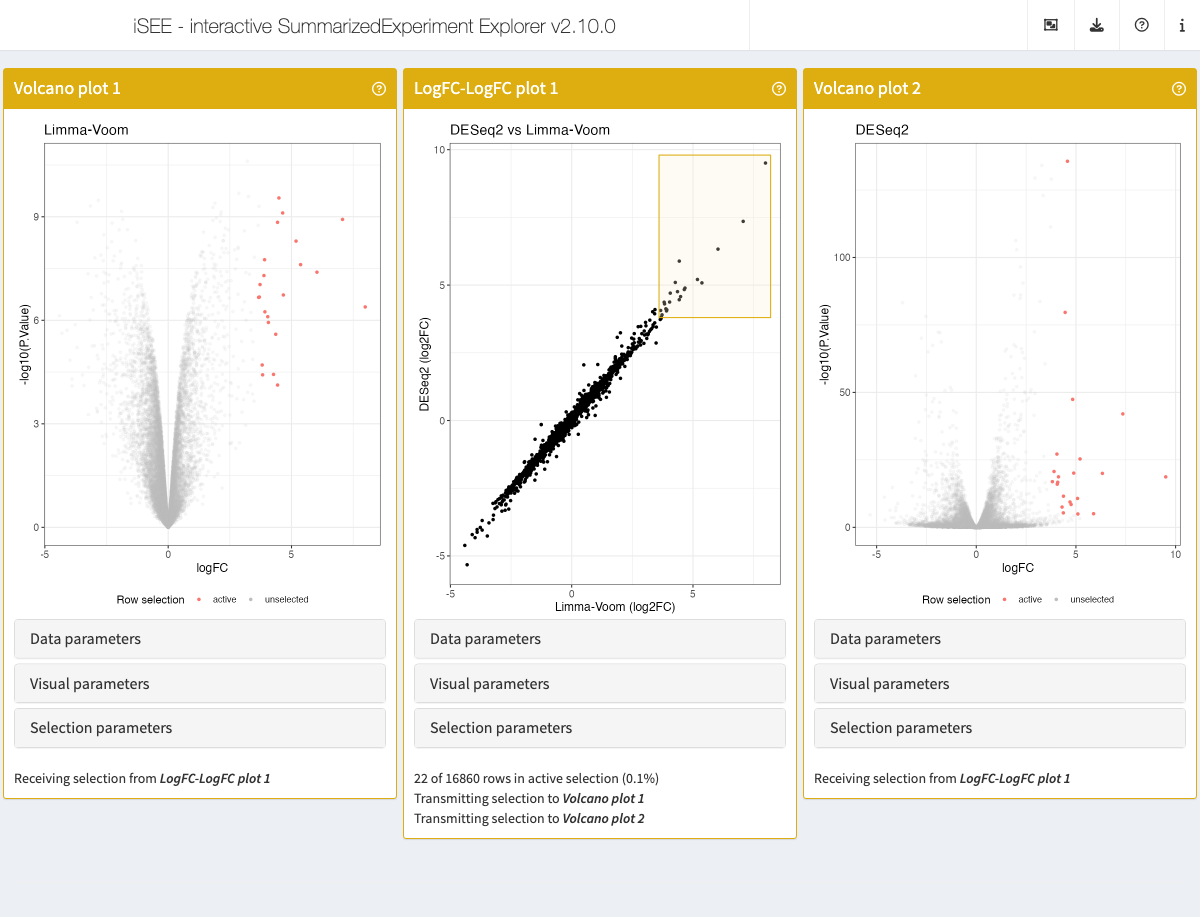 iSEE - interactive SummarizedExperiment Explorer v2.10.0
Volcano plot 1
Limma-Voom
-log10(P.Value)
9
6
3
0
-5 0 5
logFC
Row selection active unselected
Data parameters
Visual parameters
Selection parameters
Receiving selection from LogFC-LogFC plot 1
LogFC-LogFC plot 1
DESeq2 vs Limma-Voom
DESeq2 (log2FC)
10
5
0
-5
-5 0 5
Limma-Voom (log2FC)
Data parameters
Visual parameters
Selection parameters
22 of 16860 rows in active selection (0.1%)
Transmitting selection to Volcano plot 1
Transmitting selection to Volcano plot 2
Volcano plot 2
DESeq2
-log10(P.Value)
100
50
0
-5 0 5 10
logFC
Row selection active unselected
Data parameters
Visual parameters
Selection parameters
Receiving selection from LogFC-LogFC plot 1